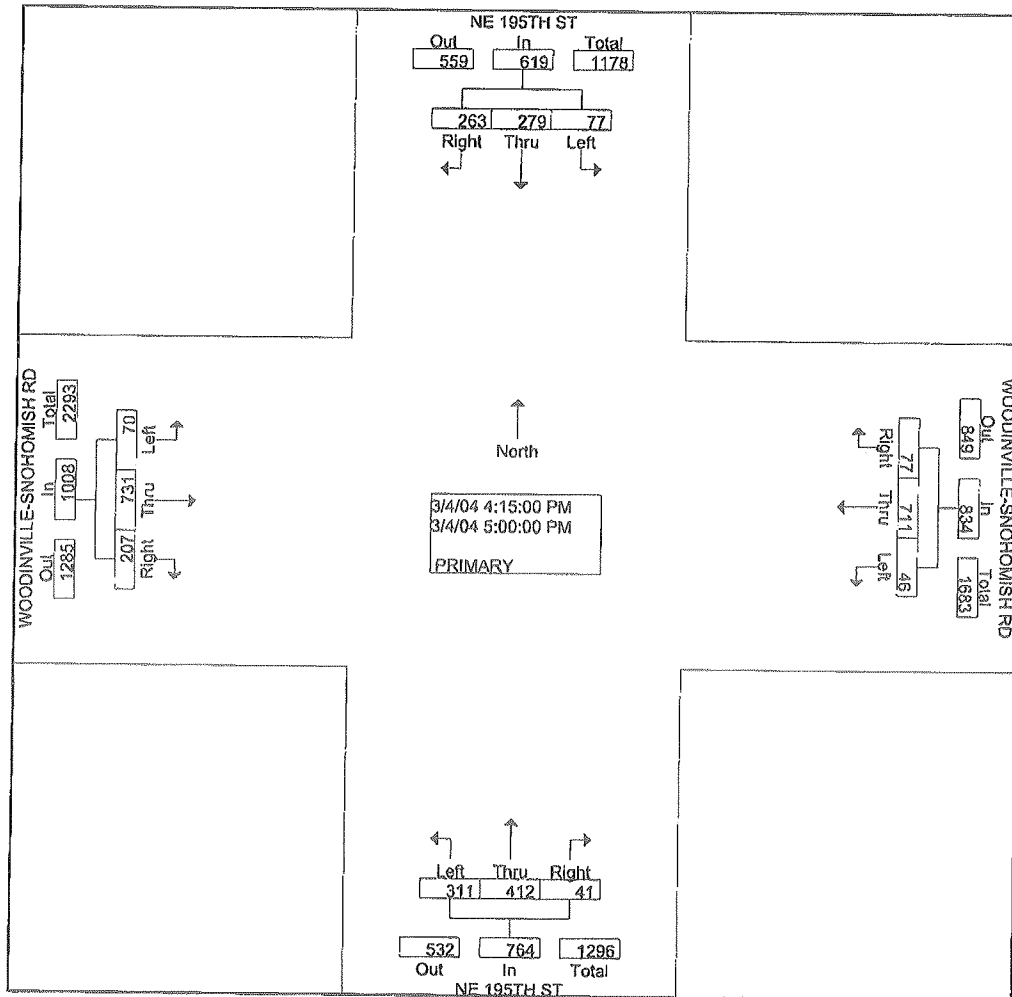 NE 195TH ST
Out In Total
559 619 1178
263 279 77
Right Thru Left
WOODINVILLE-SNOHOMISH RD
Total In Out
2293 1008 1285
70 731 207
Left Thru Right
North
3/4/04 4:15:00 PM
3/4/04 5:00:00 PM
PRIMARY
WOODINVILLE-SNOHOMISH RD
Out In Total
849 834 1683
Right Thru Left
77 711 46
Left Thru Right
311 412 41
532 764 1296
Out In Total
NE 195TH ST